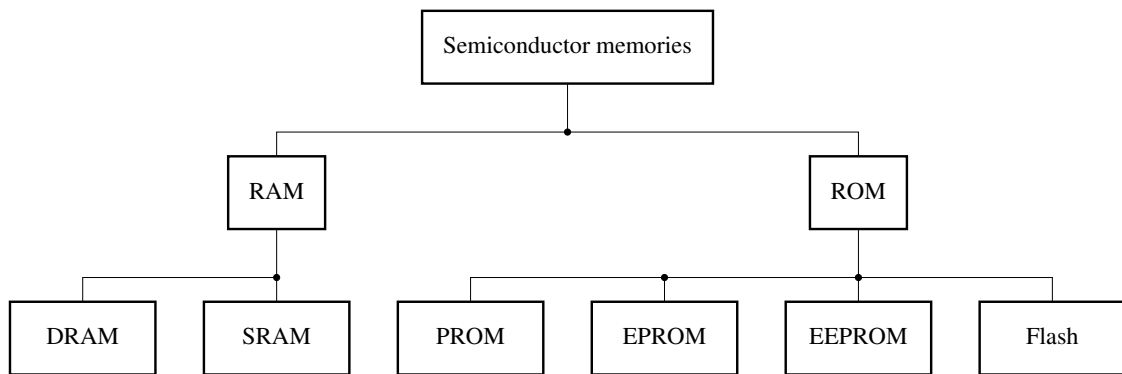 Semiconductor memories
RAM
ROM
DRAM
SRAM
PROM
EPROM
EEPROM
Flash